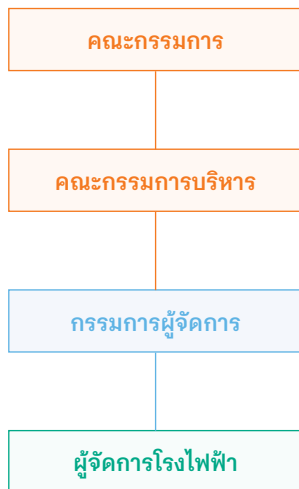 คณะกรรมการ
คณะกรรมการบริหาร
กรรมการผู้จัดการ
ผู้จัดการโรงไฟฟ้า